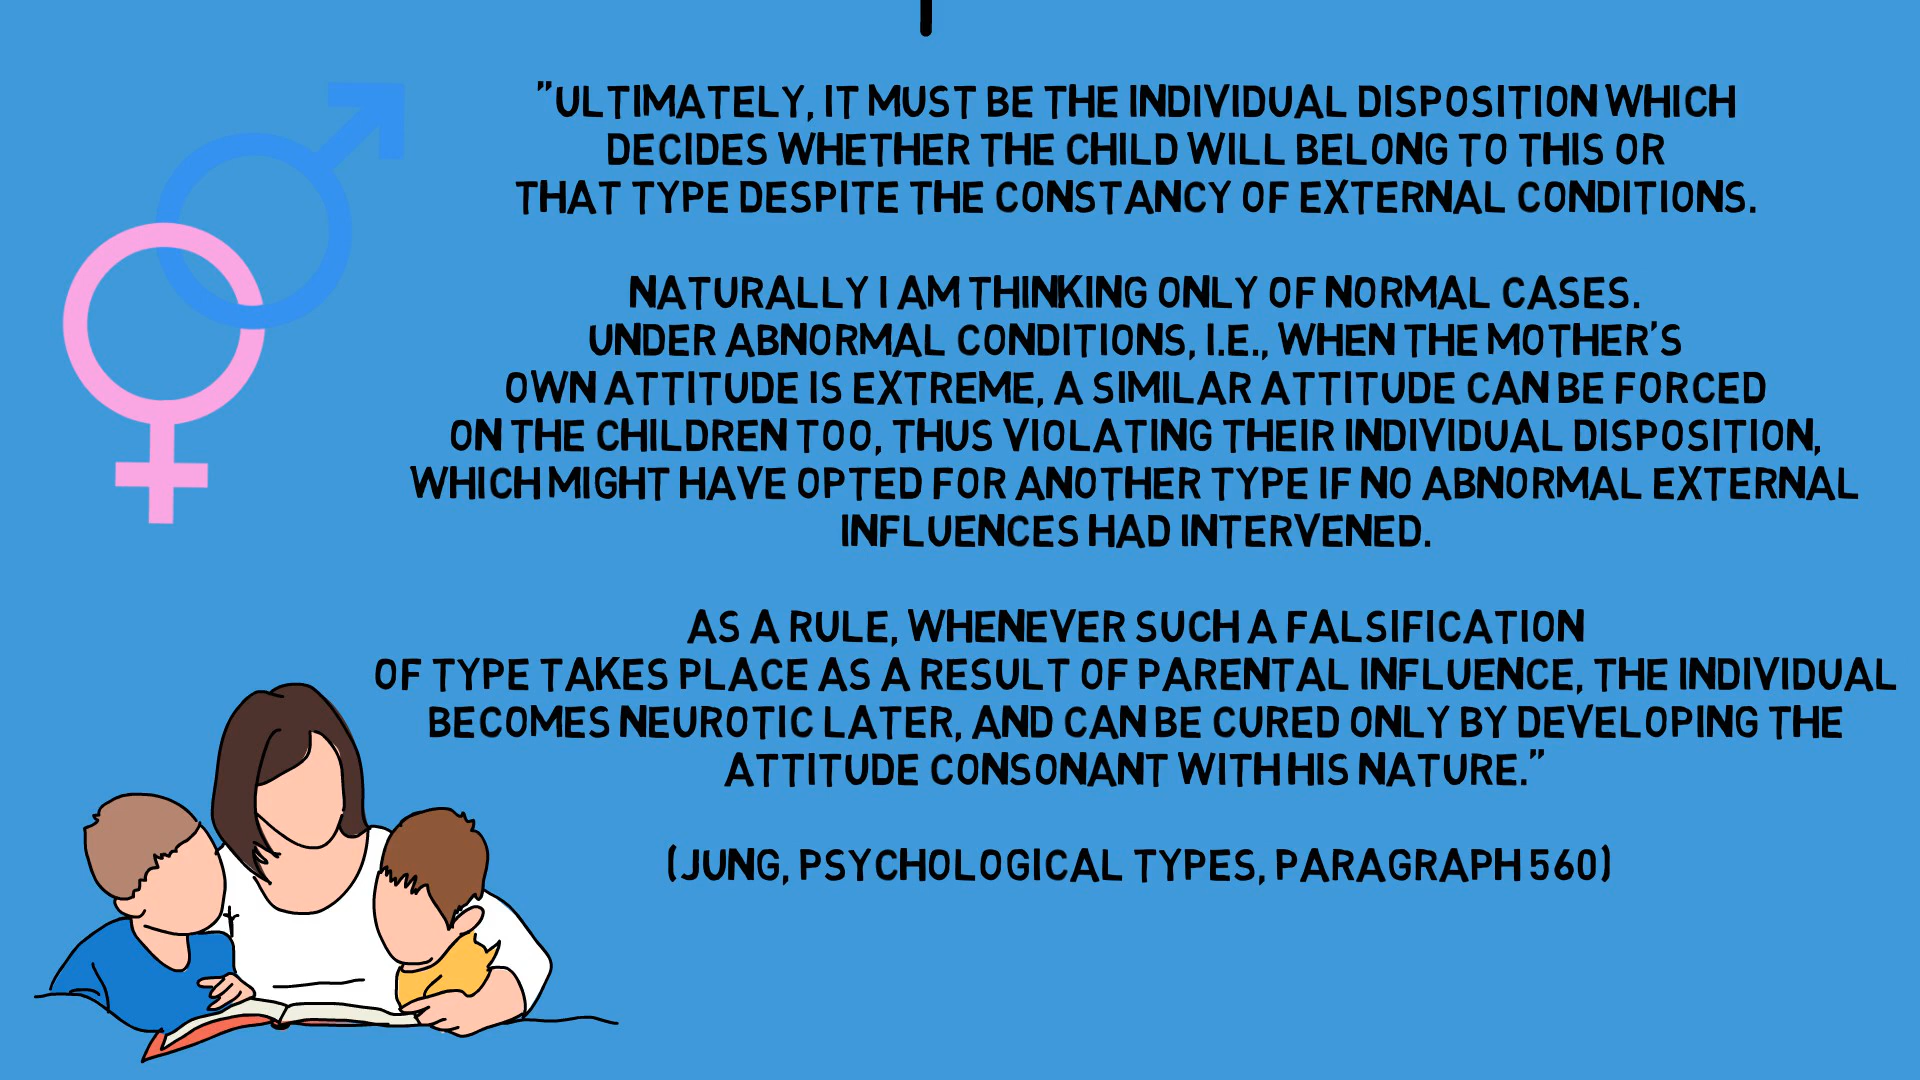 "ULTIMATELY, IT MUST BE THE INDIVIDUAL DISPOSITION WHICH
DECIDES WHETHER THE CHILD WILL BELONG TO THIS OR
THAT TYPE DESPITE THE CONSTANCY OF EXTERNAL CONDITIONS.
NATURALLY I AM THINKING ONLY OF NORMAL CASES.
UNDER ABNORMAL CONDITIONS, I.E., WHEN THE MOTHER'S
OWN ATTITUDE IS EXTREME, A SIMILAR ATTITUDE CAN BE FORCED
ON THE CHILDREN TOO, THUS VIOLATING THEIR INDIVIDUAL DISPOSITION,
WHICH MIGHT HAVE OPTED FOR ANOTHER TYPE IF NO ABNORMAL EXTERNAL
INFLUENCES HAD INTERVENED.
AS A RULE, WHENEVER SUCH A FALSIFICATION
OF TYPE TAKES PLACE AS A RESULT OF PARENTAL INFLUENCE, THE INDIVIDUAL
BECOMES NEUROTIC LATER, AND CAN BE CURED ONLY BY DEVELOPING THE
ATTITUDE CONSONANT WITH HIS NATURE."
(JUNG, PSYCHOLOGICAL TYPES, PARAGRAPH 560)